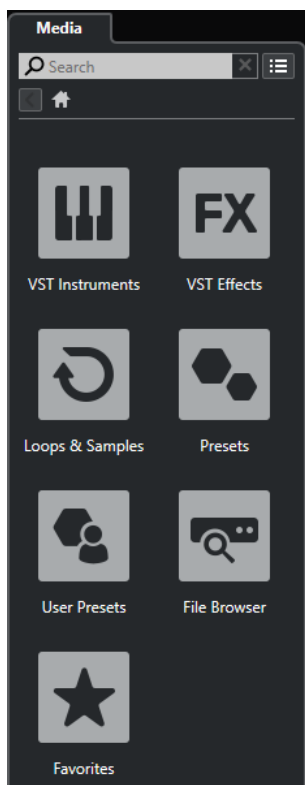 Media
Search
VST Instruments
FX
VST Effects
Loops & Samples
Presets
User Presets
File Browser
Favorites